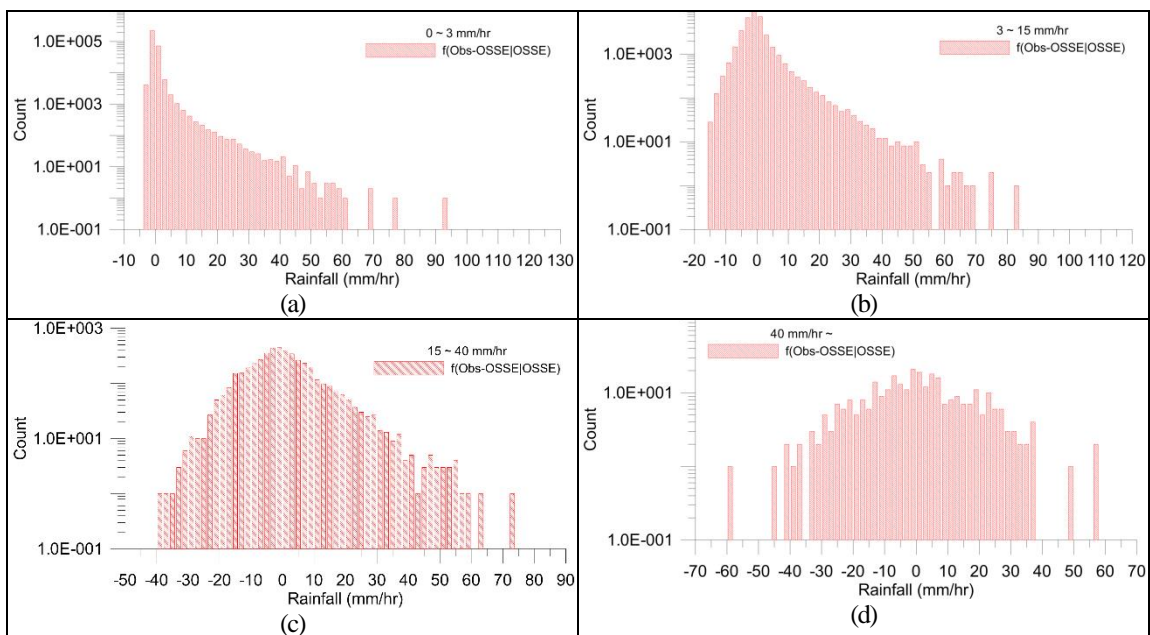 0 ~ 3 mm/hr
f(Obs-OSSE|OSSE)
1.0E+005
1.0E+003
1.0E+001
1.0E-001
Count
-10 0 10 20 30 40 50 60 70 80 90 100 110 120 130
Rainfall (mm/hr)
(a)
3 ~ 15 mm/hr
f(Obs-OSSE|OSSE)
1.0E+003
1.0E+001
1.0E-001
Count
-20 -10 0 10 20 30 40 50 60 70 80 90 100 110 120
Rainfall (mm/hr)
(b)
15 ~ 40 mm/hr
f(Obs-OSSE|OSSE)
1.0E+003
1.0E+001
1.0E-001
Count
-50 -40 -30 -20 -10 0 10 20 30 40 50 60 70 80 90
Rainfall (mm/hr)
(c)
40 mm/hr ~
f(Obs-OSSE|OSSE)
1.0E+001
1.0E-001
Count
-70 -60 -50 -40 -30 -20 -10 0 10 20 30 40 50 60 70
Rainfall (mm/hr)
(d)